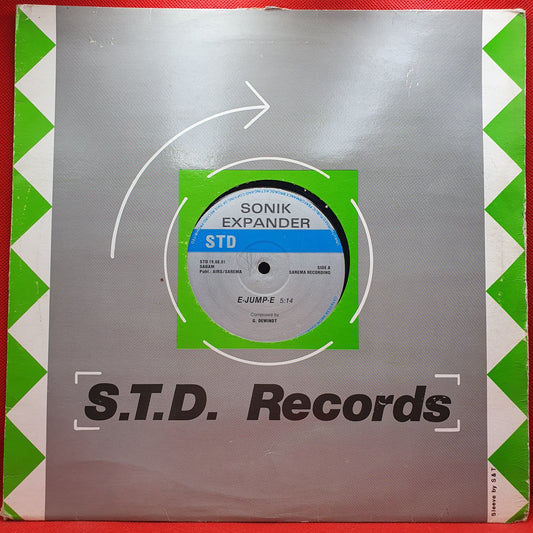 SONIK
EXPANDER
STD
STD 19.08.01
SABAM
Publ.: AIRS/SANEMA
SIDE A
SANEMA RECORDING
E-JUMP-E 5:14
Composed by
G. DEWINDT
S.T.D. Records
Sleeve by S & T